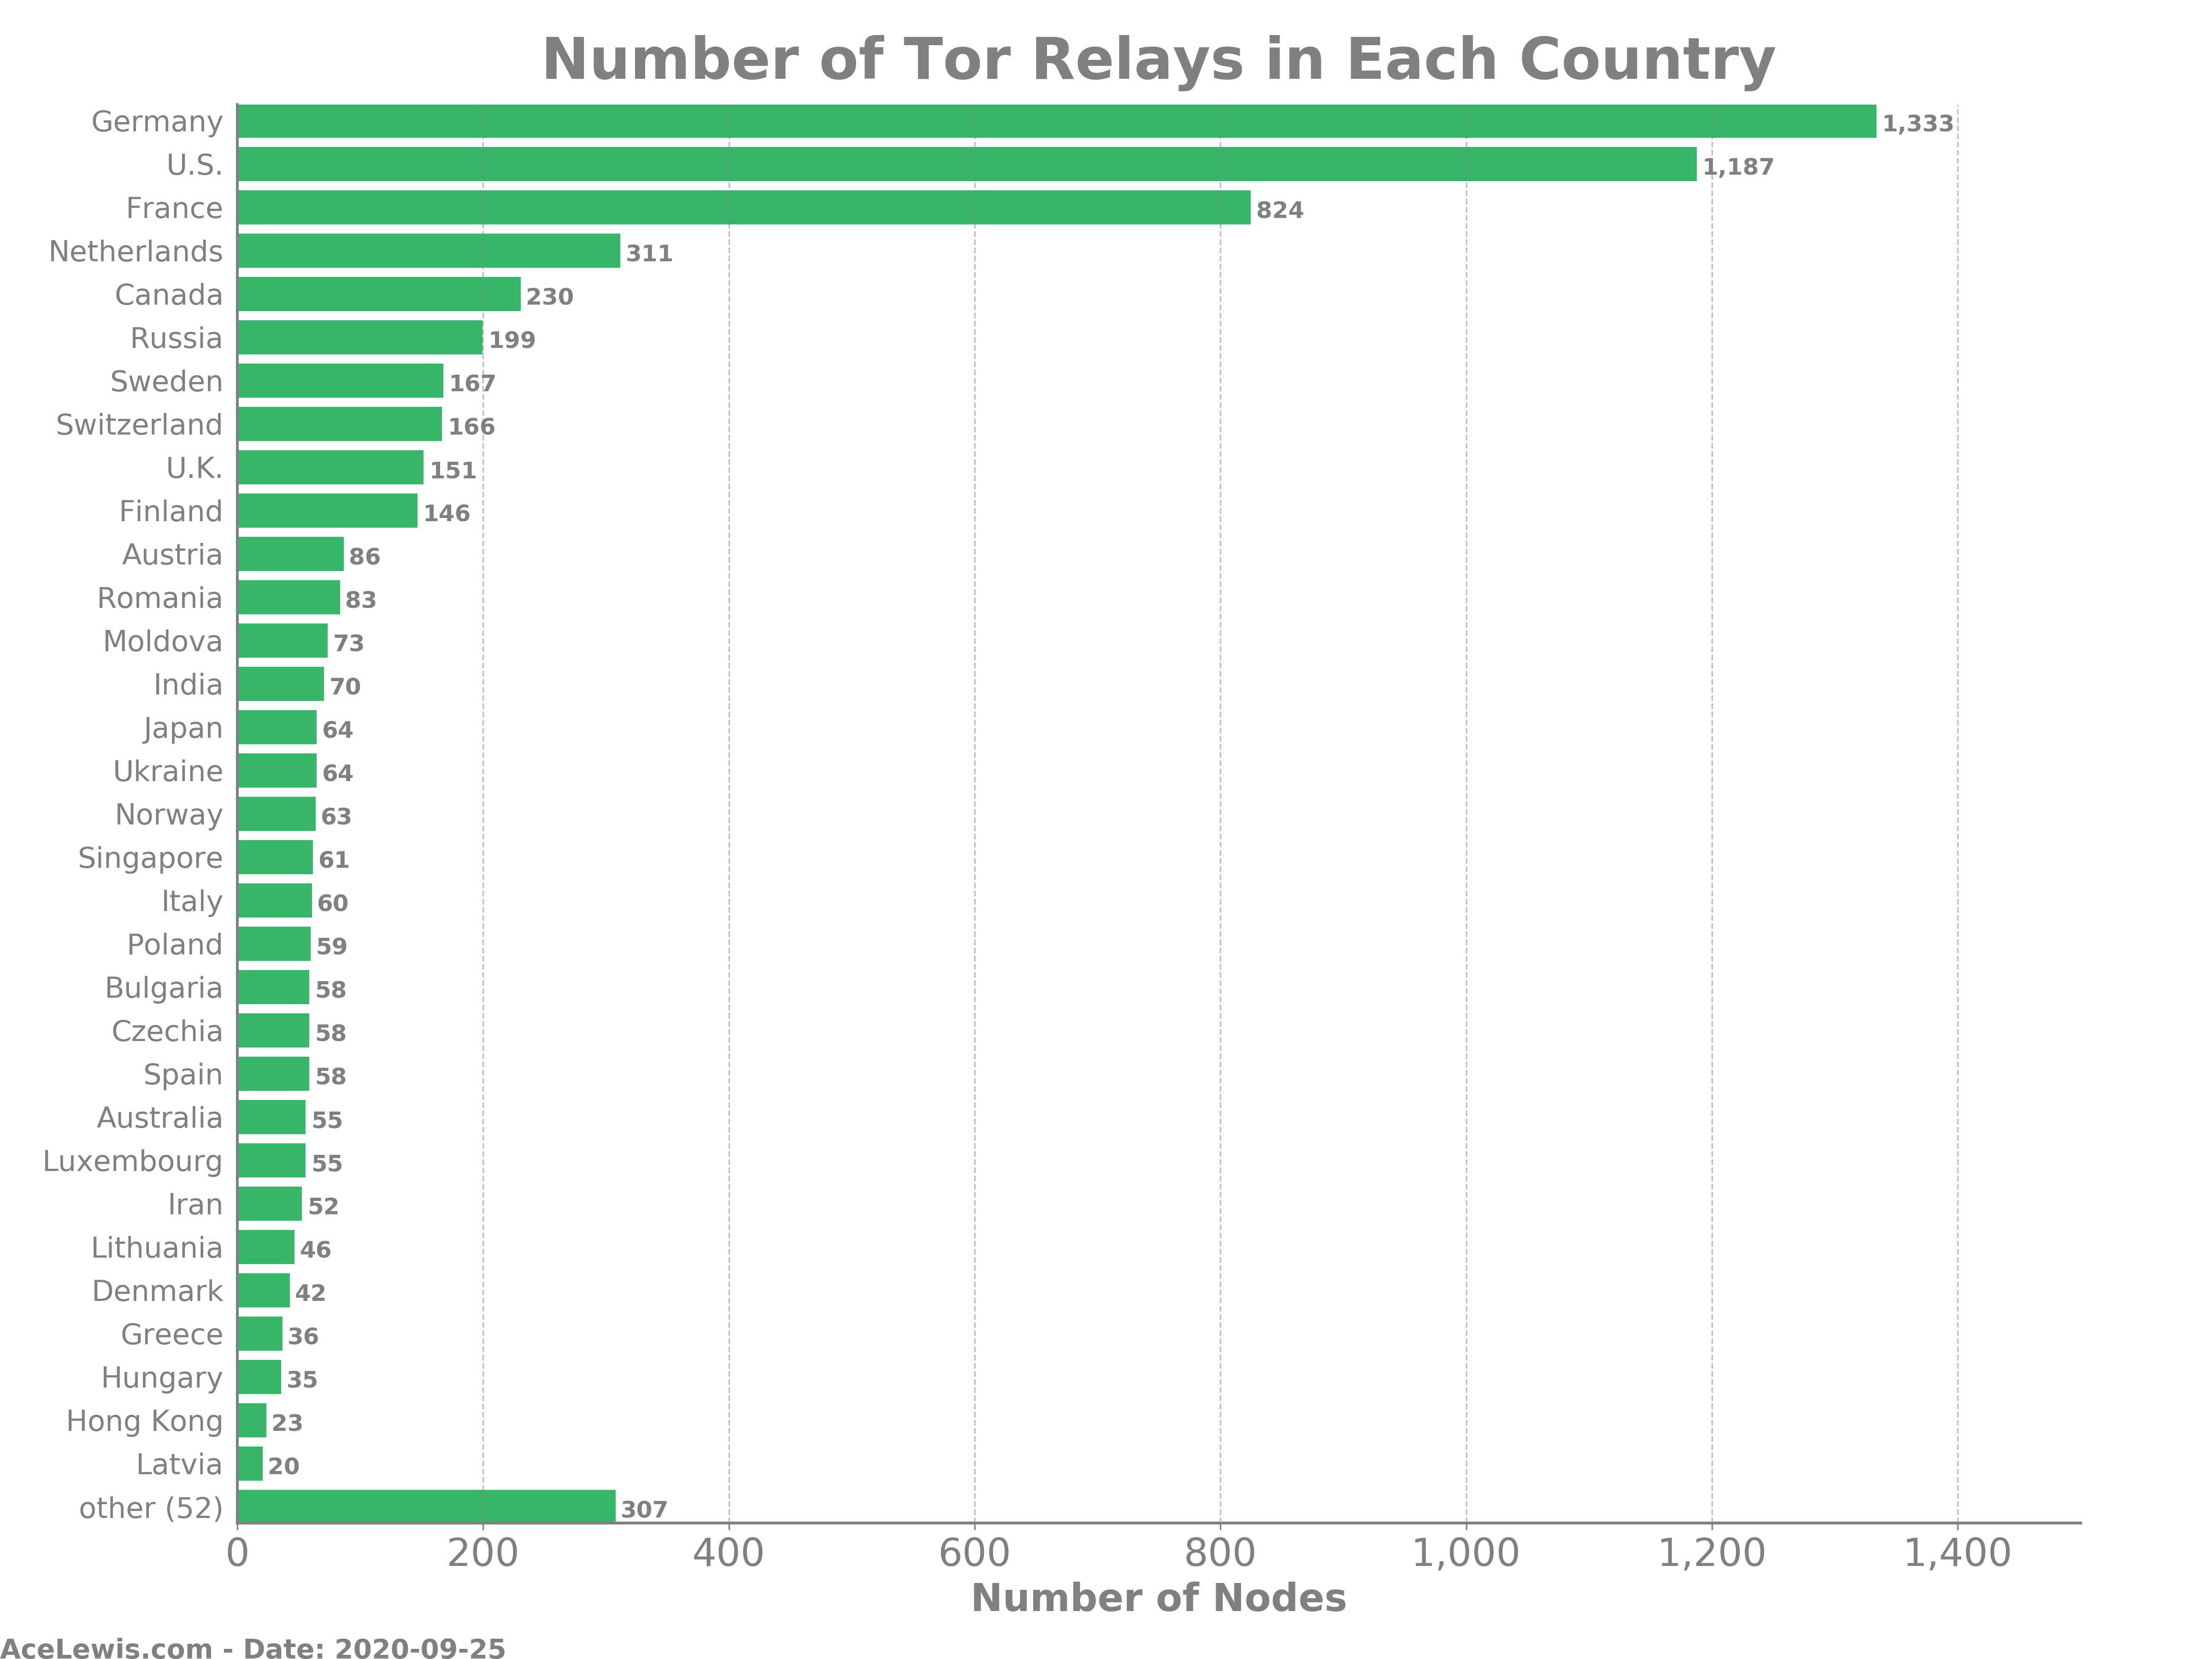 Number of Tor Relays in Each Country
Germany 1,333
U.S. 1,187
France 824
Netherlands 311
Canada 230
Russia 199
Sweden 167
Switzerland 166
U.K. 151
Finland 146
Austria 86
Romania 83
Moldova 73
India 70
Japan 64
Ukraine 64
Norway 63
Singapore 61
Italy 60
Poland 59
Bulgaria 58
Czechia 58
Spain 58
Australia 55
Luxembourg 55
Iran 52
Lithuania 46
Denmark 42
Greece 36
Hungary 35
Hong Kong 23
Latvia 20
other (52) 307
0 200 400 600 800 1,000 1,200 1,400
Number of Nodes
AceLewis.com - Date: 2020-09-25